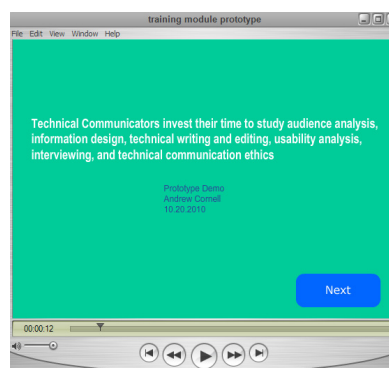 training module prototype
File Edit View Window Help
Technical Communicators invest their time to study audience analysis,
information design, technical writing and editing, usability analysis,
interviewing, and technical communication ethics
Prototype Demo
Andrew Cornell
10.20.2010
Next
00:00:12